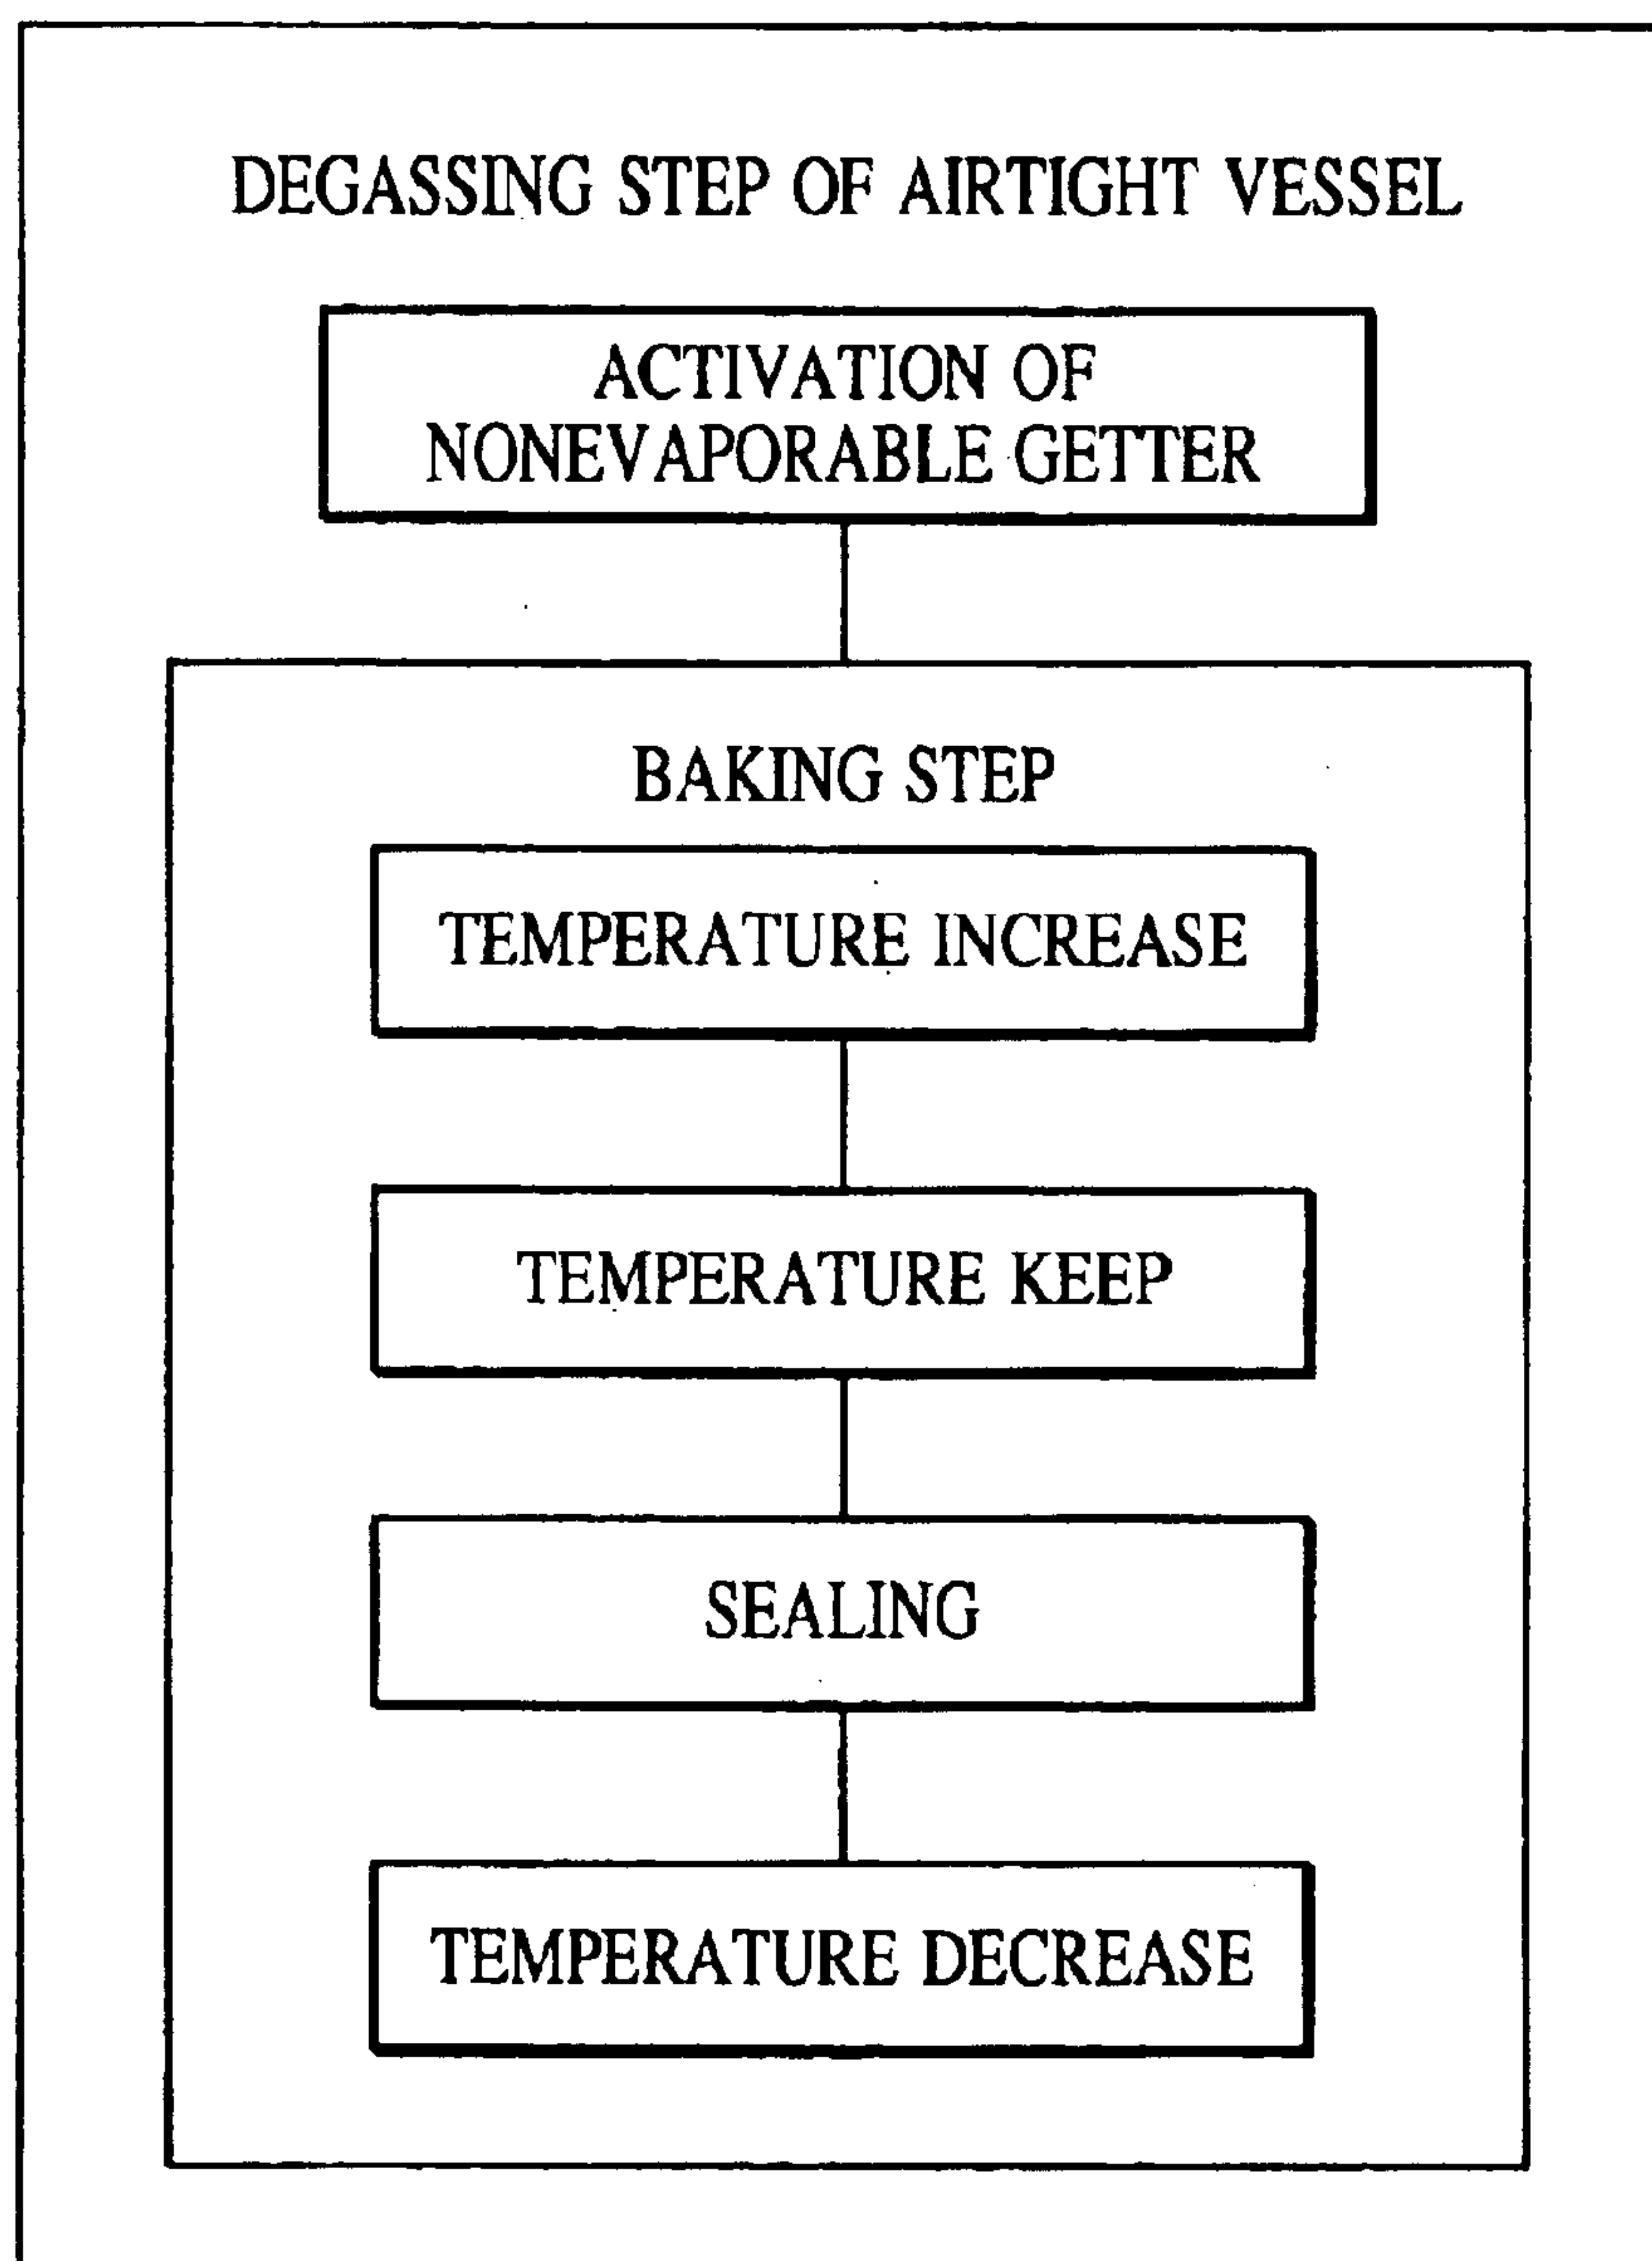 DEGASSING STEP OF AIRTIGHT VESSEL
ACTIVATION OF
NONEVAPORABLE GETTER
BAKING STEP
TEMPERATURE INCREASE
TEMPERATURE KEEP
SEALING
TEMPERATURE DECREASE